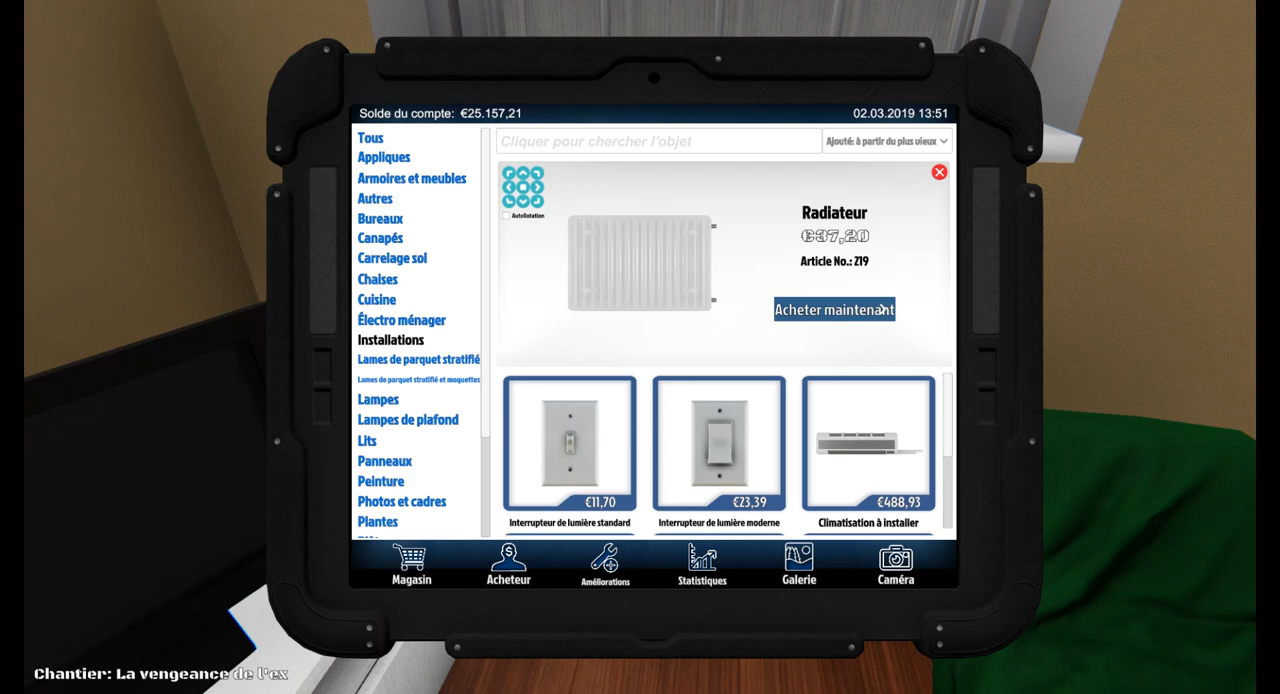 Solde du compte: €25.157,21
02.03.2019 13:51
Tous
Appliques
Armoires et meubles
Autres
Bureaux
Canapés
Carrelage sol
Chaises
Cuisine
Électro ménager
Installations
Lames de parquet stratifié
Lames de parquet stratifié et moquettes
Lampes
Lampes de plafond
Lits
Panneaux
Peinture
Photos et cadres
Plantes
Cliquer pour chercher l'objet
Ajouté: à partir du plus vieux
AutoRotation
Radiateur
€37,20
Article No.: Z19
Acheter maintenant
€11,70
Interrupteur de lumière standard
€23,39
Interrupteur de lumière moderne
€488,93
Climatisation à installer
Magasin
Acheteur
Améliorations
Statistiques
Galerie
Caméra
Chantier: La vengeance de l'ex